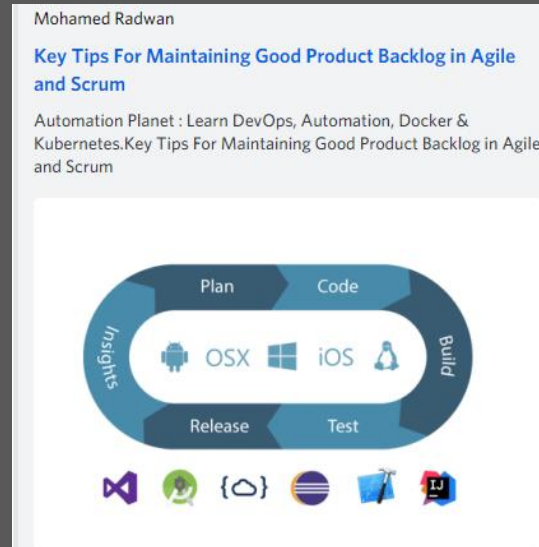 Mohamed Radwan
Key Tips For Maintaining Good Product Backlog in Agile
and Scrum
Automation Planet : Learn DevOps, Automation, Docker &
Kubernetes.Key Tips For Maintaining Good Product Backlog in Agile
and Scrum
Plan
Code
Insights
OSX
iOS
Build
Release
Test
IJ